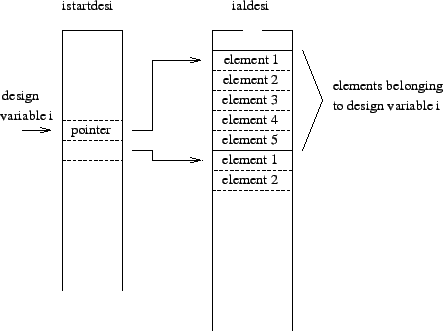 istartdesi
ialdesi
design
variable i
pointer
element 1
element 2
element 3
element 4
element 5
element 1
element 2
elements belonging
to design variable i